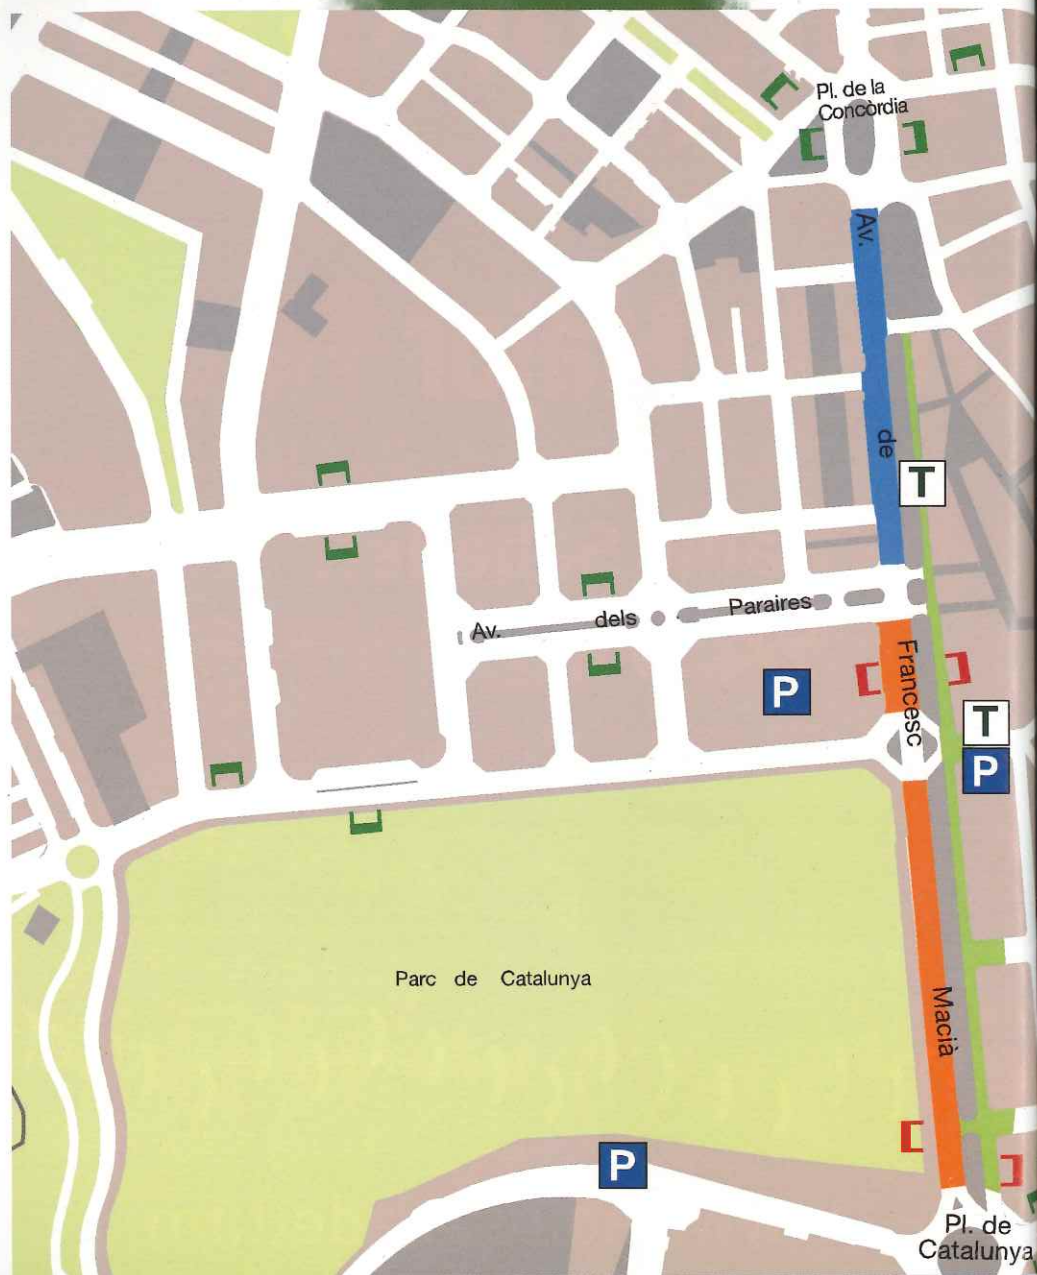 Pl. de la
Concòrdia
Av. de Francesc Macià
T
Av. dels Paraires
P
T
P
Parc de Catalunya
P
Pl. de
Catalunya